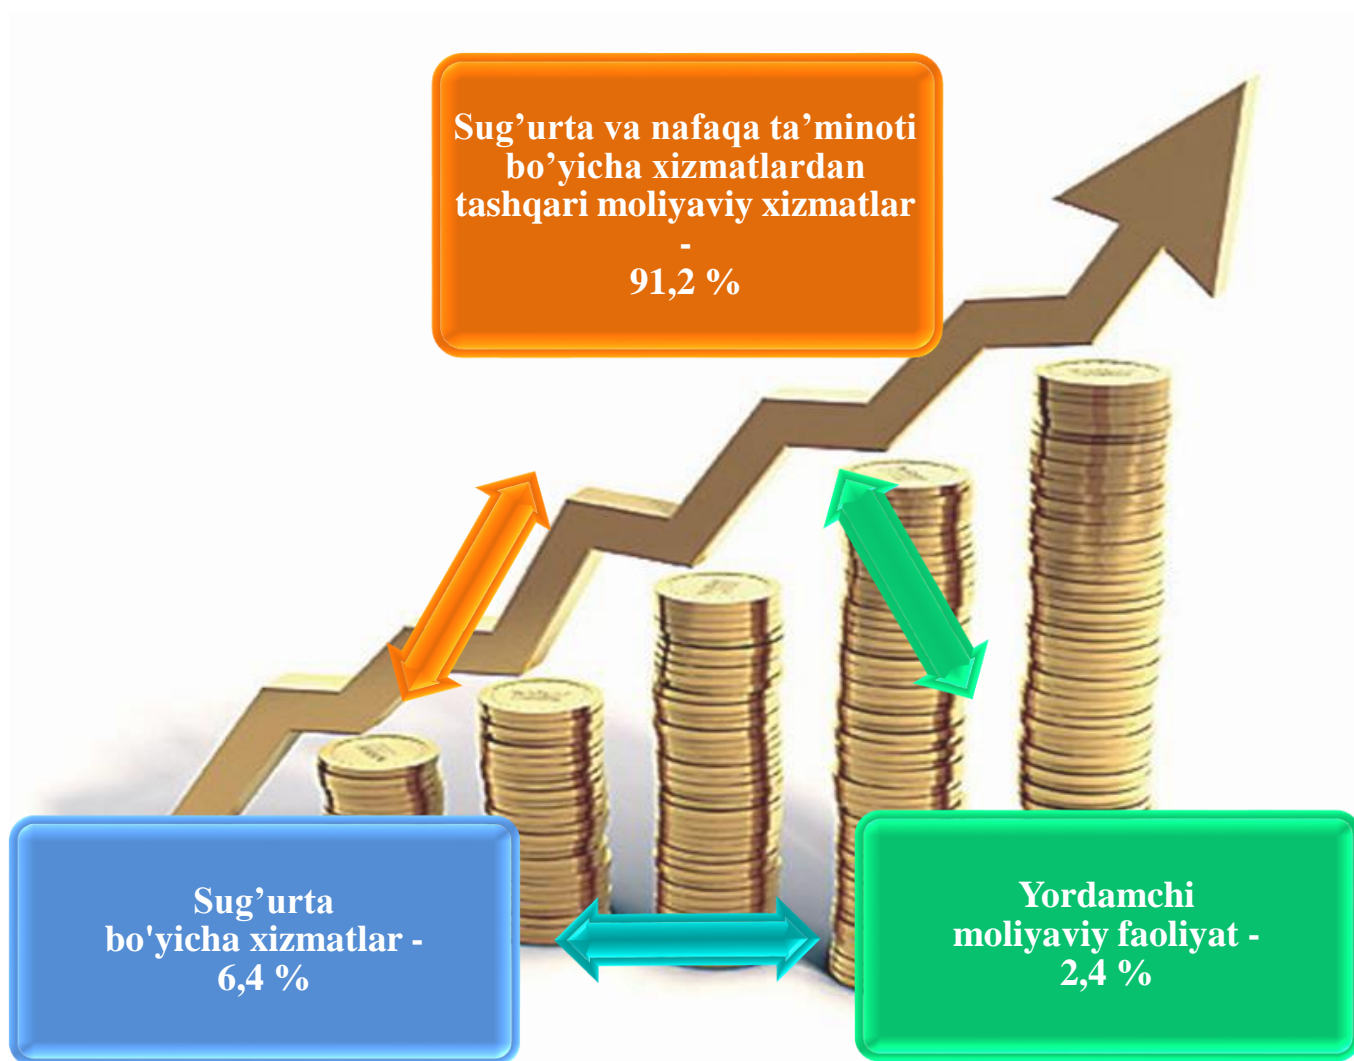 Sug’urta va nafaqa ta’minoti
bo’yicha xizmatlardan
tashqari moliyaviy xizmatlar
-
91,2 %
Sug’urta
bo'yicha xizmatlar -
6,4 %
Yordamchi
moliyaviy faoliyat -
2,4 %